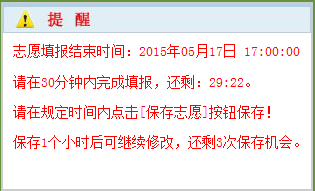 提 醒
志愿填报结束时间：2015年05月17日 17:00:00
请在30分钟内完成填报，还剩：29:22。
请在规定时间内点击[保存志愿]按钮保存！
保存1个小时后可继续修改，还剩3次保存机会。